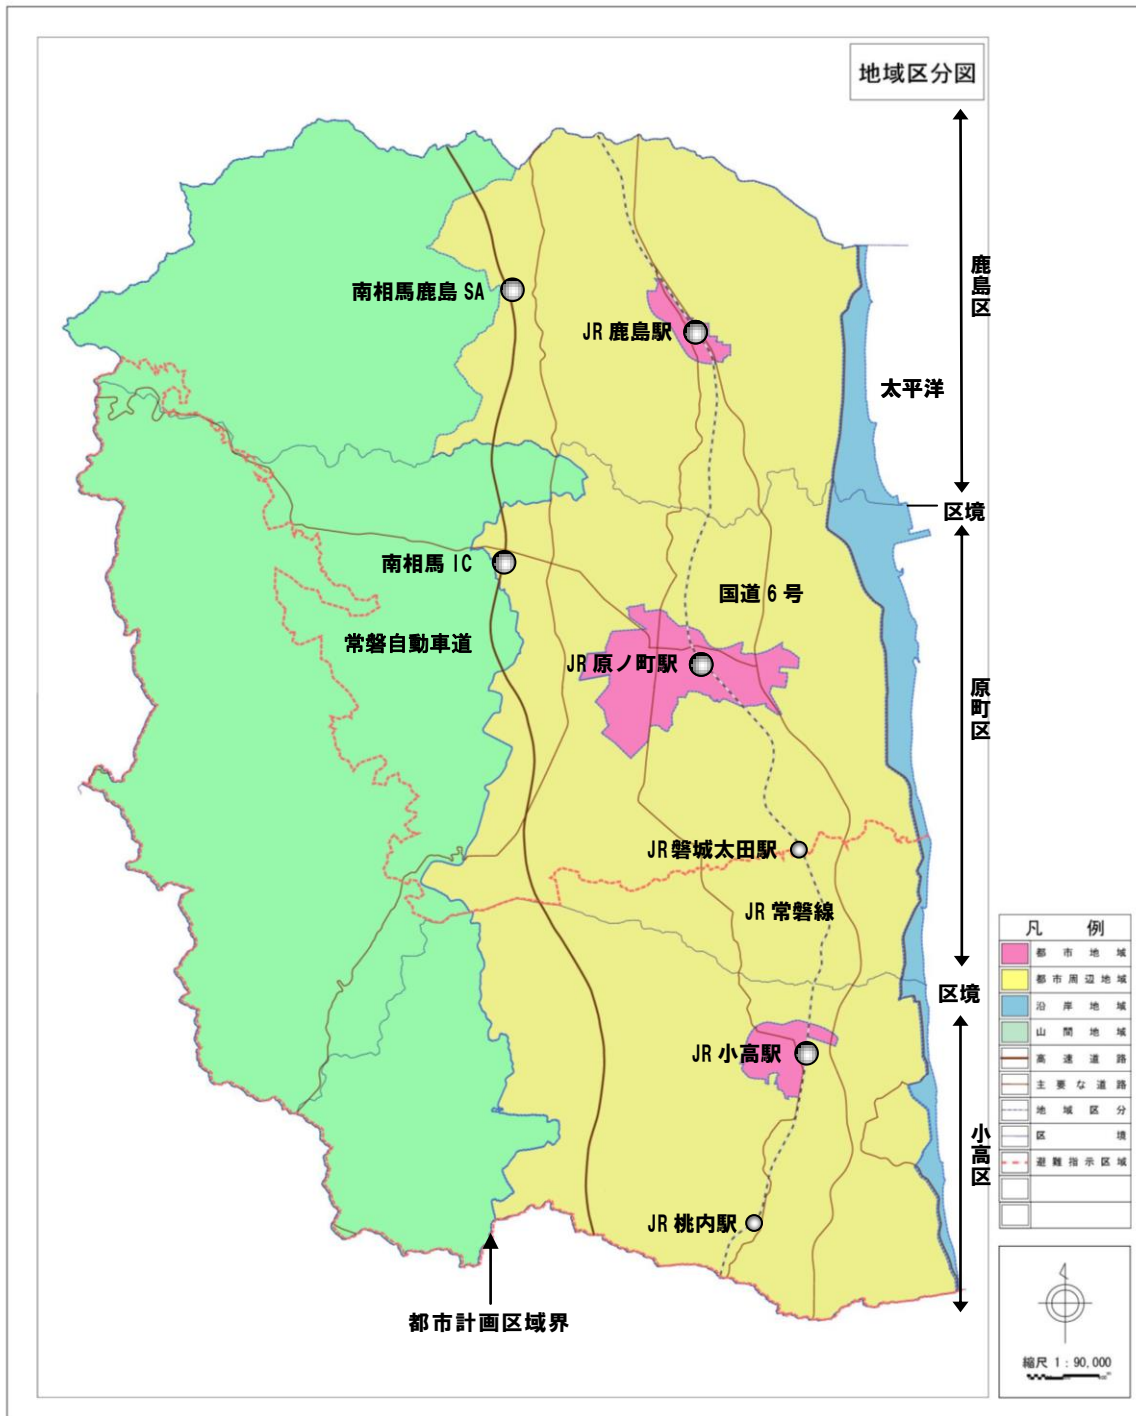 地域区分図
鹿島区
南相馬鹿島 SA
JR 鹿島駅
太平洋
区境
南相馬 IC
国道 6 号
常磐自動車道
JR 原ノ町駅
原町区
JR 磐城太田駅
JR 常磐線
区境
JR 小高駅
小高区
JR 桃内駅
都市計画区域界
凡 例
都市地域
都市周辺地域
沿岸地域
山間地域
高速道路
主要な道路
地域区分
区境
避難指示区域
縮尺 1 : 90,000